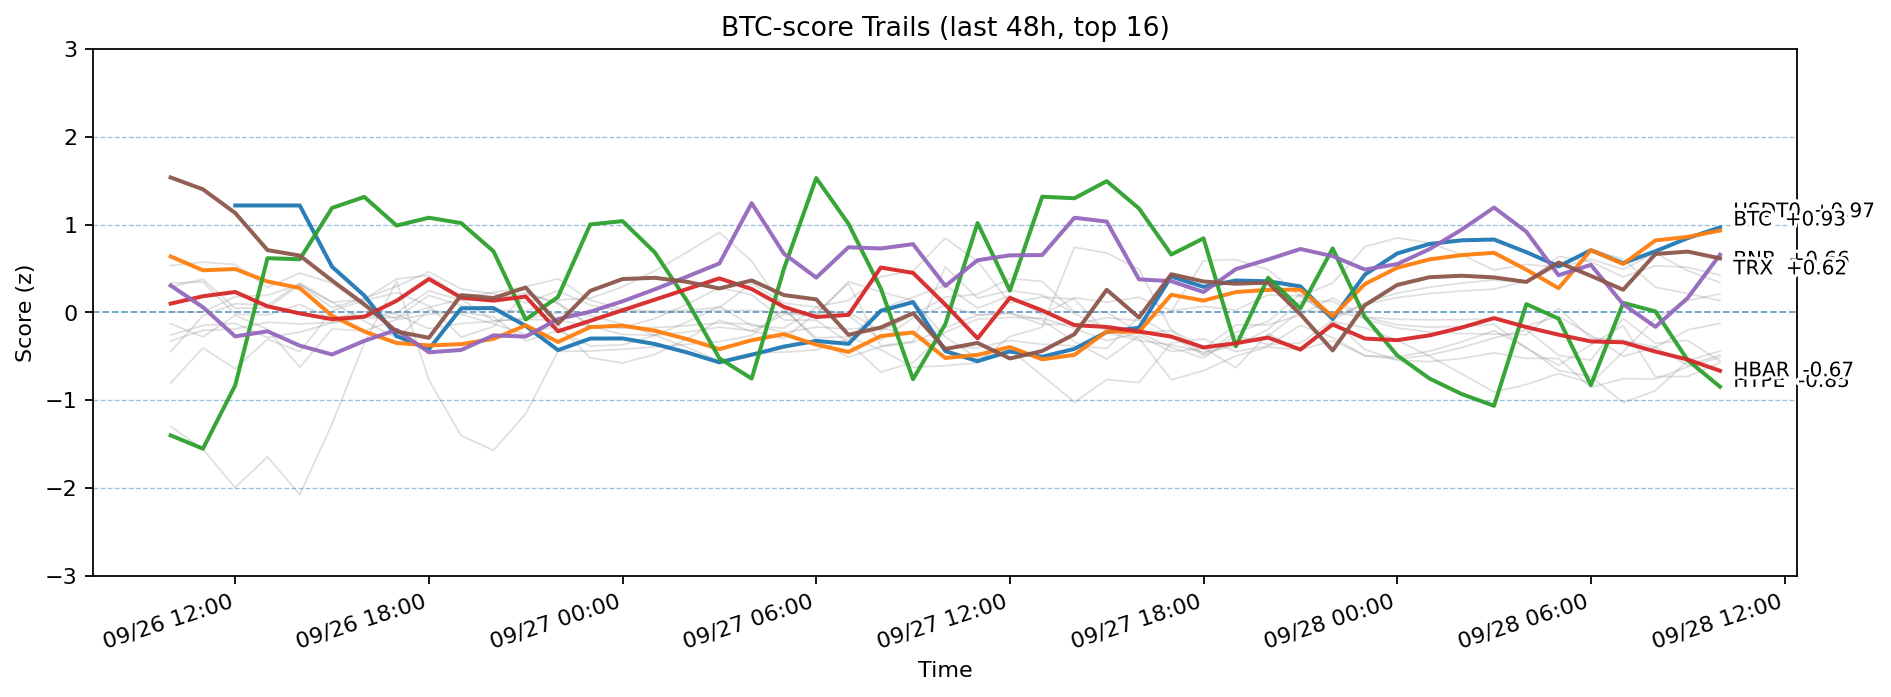 BTC-score Trails (last 48h, top 16)
Score (z)
3
2
1
0
−1
−2
−3
BTC +0.93
TRX +0.62
HBAR -0.67
09/26 12:00
09/26 18:00
09/27 00:00
09/27 06:00
09/27 12:00
09/27 18:00
09/28 00:00
09/28 06:00
09/28 12:00
Time